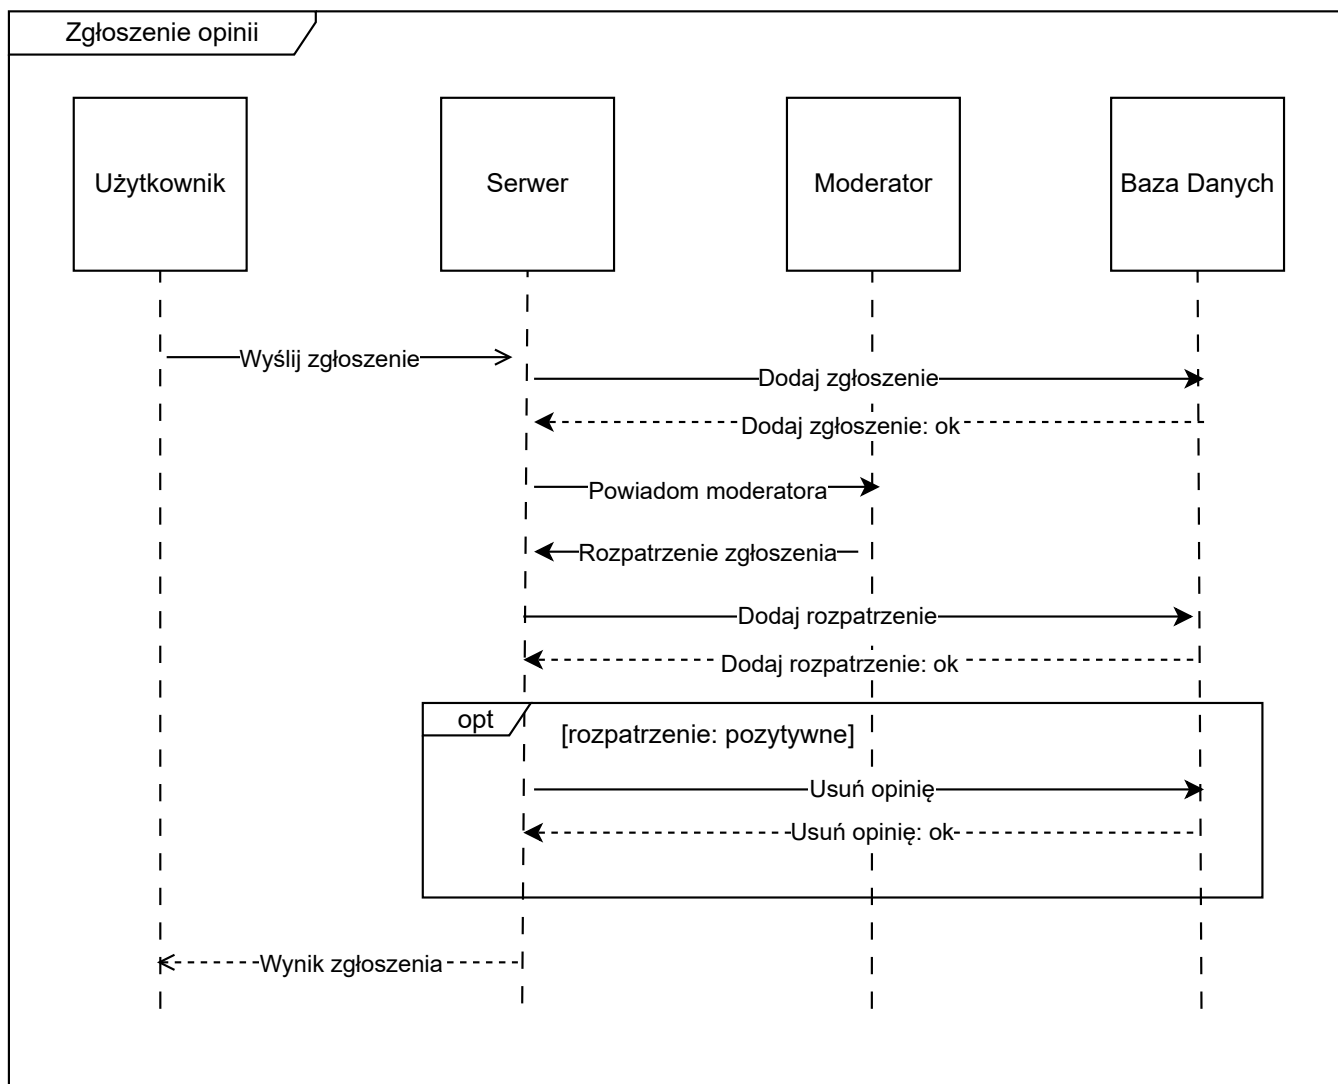 Zgłoszenie opinii
Użytkownik
Serwer
Moderator
Baza Danych
Wyślij zgłoszenie
Dodaj zgłoszenie
Dodaj zgłoszenie: ok
Powiadom moderatora
Rozpatrzenie zgłoszenia
Dodaj rozpatrzenie
Dodaj rozpatrzenie: ok
opt
[rozpatrzenie: pozytywne]
Usuń opinię
Usuń opinię: ok
Wynik zgłoszenia